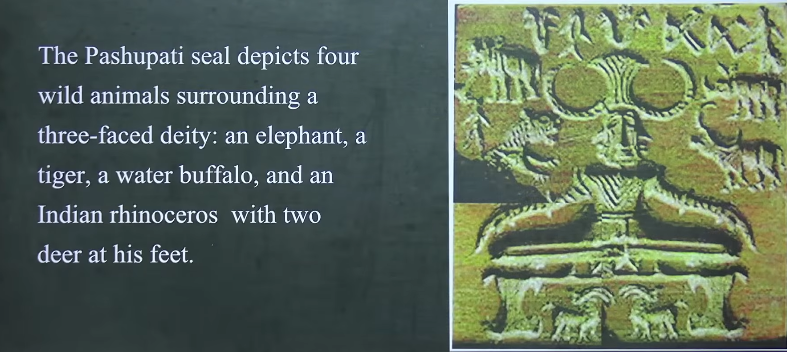 The Pashupati seal depicts four
wild animals surrounding a
three-faced deity: an elephant, a
tiger, a water buffalo, and an
Indian rhinoceros with two
deer at his feet.